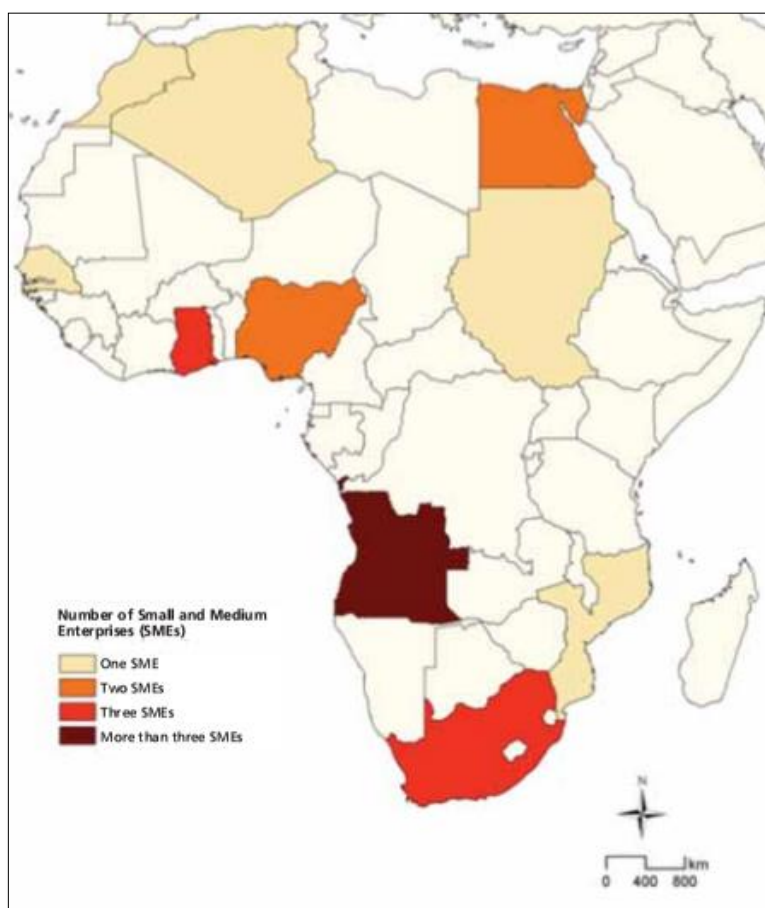 Number of Small and Medium
Enterprises (SMEs)
One SME
Two SMEs
Three SMEs
More than three SMEs
N
km
0 400 800